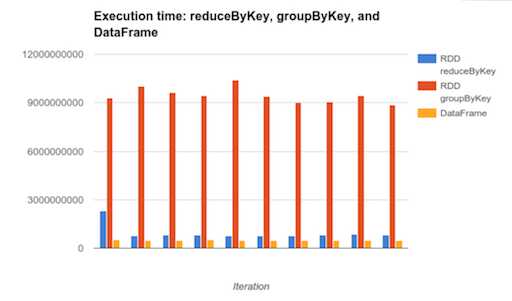 Execution time: reduceByKey, groupByKey, and
DataFrame
12000000000
9000000000
6000000000
3000000000
0
RDD
reduceByKey
RDD
groupByKey
DataFrame
Iteration